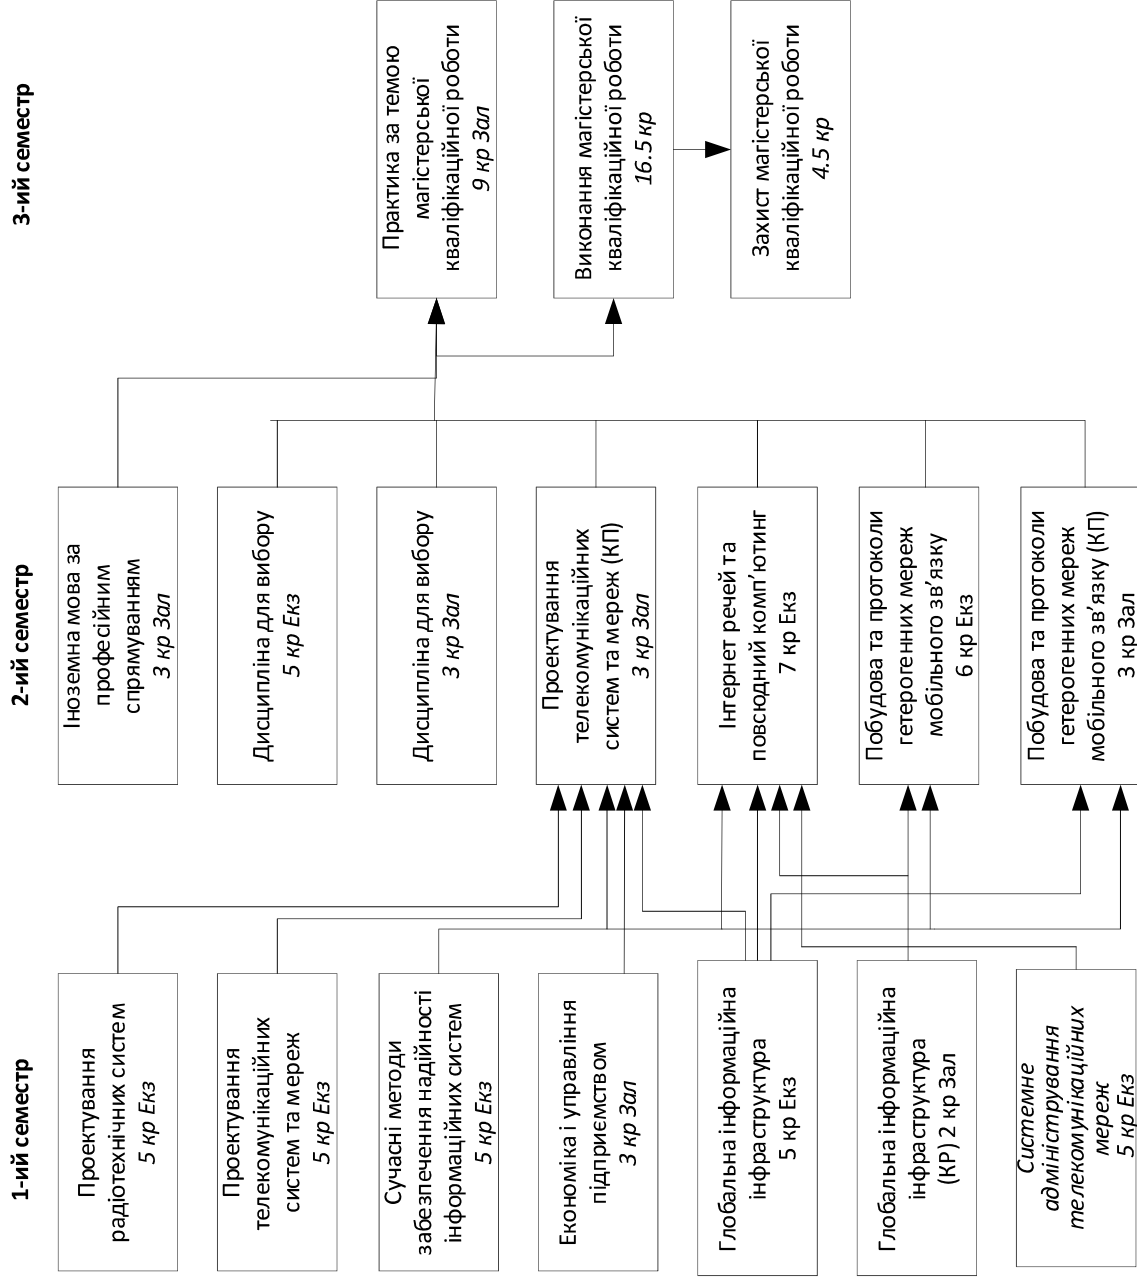 1-ий семестр
Проектування
радіотехнічних систем
5 кр Екз
Проектування
телекомунікаційних
систем та мереж
5 кр Екз
Сучасні методи
забезпечення надійності
інформаційних систем
5 кр Екз
Економіка і управління
підприємством
3 кр Зал
Глобальна інформаційна
інфраструктура
5 кр Екз
Глобальна інформаційна
інфраструктура
(КР) 2 кр Зал
Системне
адміністрування
телекомунікаційних
мереж
5 кр Екз
2-ий семестр
Іноземна мова за
професійним
спрямуванням
3 кр Зал
Дисципліна для вибору
5 кр Екз
Дисципліна для вибору
3 кр Зал
Проектування
телекомунікаційних
систем та мереж (КП)
3 кр Зал
Інтернет речей та
повсюдний комп’ютинг
7 кр Екз
Побудова та протоколи
гетерогенних мереж
мобільного зв’язку
6 кр Екз
Побудова та протоколи
гетерогенних мереж
мобільного зв’язку (КП)
3 кр Зал
3-ий семестр
Практика за темою
магістерської
кваліфікаційної роботи
9 кр Зал
Виконання магістерської
кваліфікаційної роботи
16.5 кр
Захист магістерської
кваліфікаційної роботи
4.5 кр